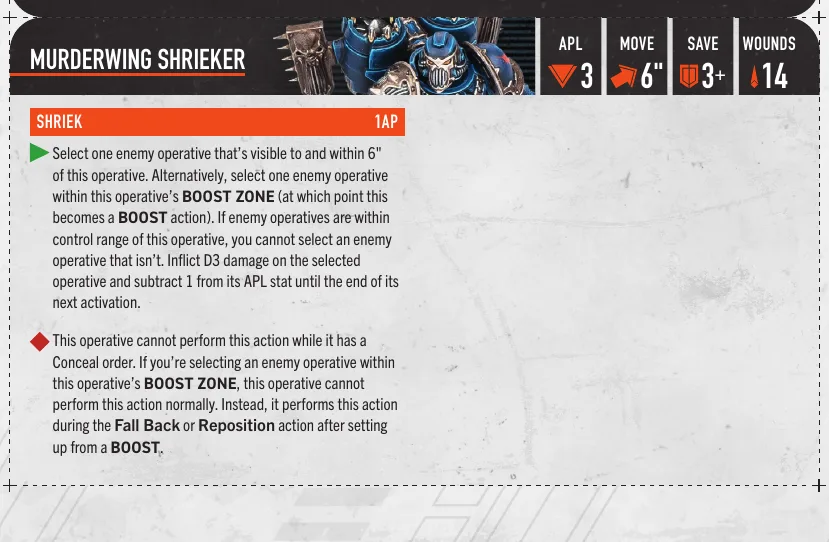 MURDERWING SHRIEKER
APL
3
MOVE
6"
SAVE
3+
WOUNDS
14
SHRIEK 1AP
Select one enemy operative that's visible to and within 6"
of this operative. Alternatively, select one enemy operative
within this operative's BOOST ZONE (at which point this
becomes a BOOST action). If enemy operatives are within
control range of this operative, you cannot select an enemy
operative that isn't. Inflict D3 damage on the selected
operative and subtract 1 from its APL stat until the end of its
next activation.
This operative cannot perform this action while it has a
Conceal order. If you're selecting an enemy operative within
this operative's BOOST ZONE, this operative cannot
perform this action normally. Instead, it performs this action
during the Fall Back or Reposition action after setting
up from a BOOST.